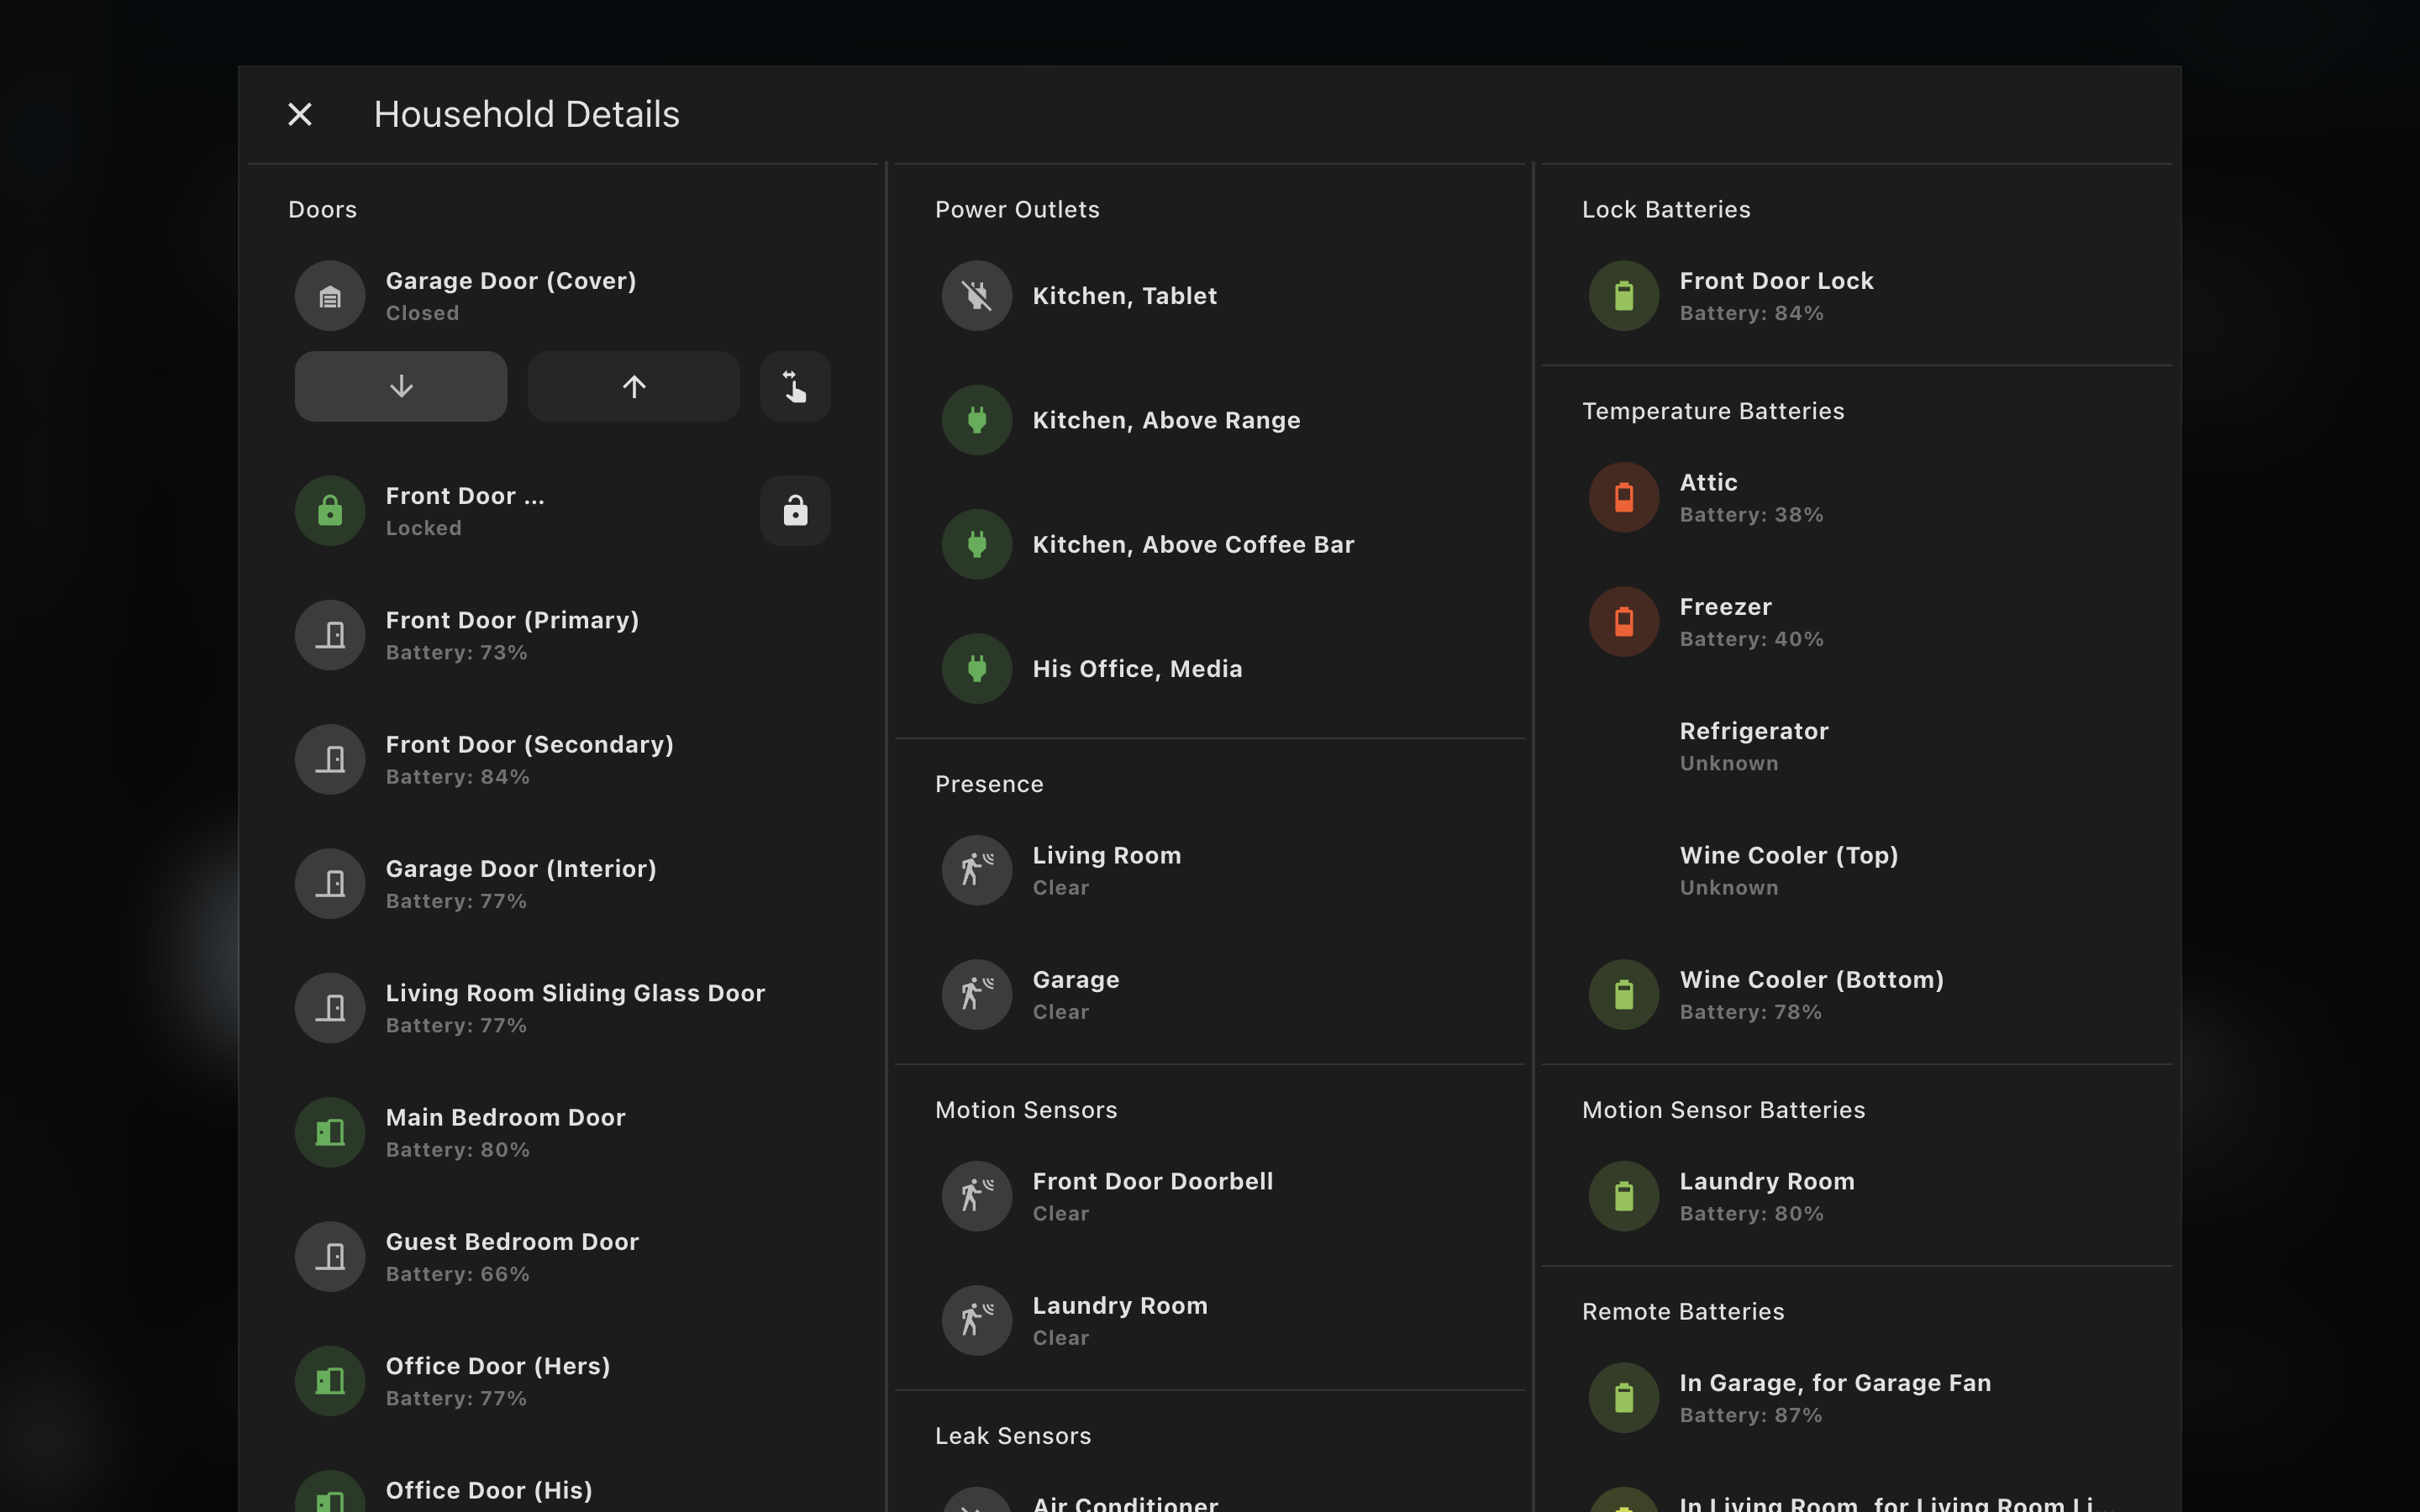 Household Details
Doors
Garage Door (Cover)
Closed
Front Door ...
Locked
Front Door (Primary)
Battery: 73%
Front Door (Secondary)
Battery: 84%
Garage Door (Interior)
Battery: 77%
Living Room Sliding Glass Door
Battery: 77%
Main Bedroom Door
Battery: 80%
Guest Bedroom Door
Battery: 66%
Office Door (Hers)
Battery: 77%
Office Door (His)
Power Outlets
Kitchen, Tablet
Kitchen, Above Range
Kitchen, Above Coffee Bar
His Office, Media
Presence
Living Room
Clear
Garage
Clear
Motion Sensors
Front Door Doorbell
Clear
Laundry Room
Clear
Leak Sensors
Air Conditioner
Lock Batteries
Front Door Lock
Battery: 84%
Temperature Batteries
Attic
Battery: 38%
Freezer
Battery: 40%
Refrigerator
Unknown
Wine Cooler (Top)
Unknown
Wine Cooler (Bottom)
Battery: 78%
Motion Sensor Batteries
Laundry Room
Battery: 80%
Remote Batteries
In Garage, for Garage Fan
Battery: 87%
In Living Room, for Living Room Li...